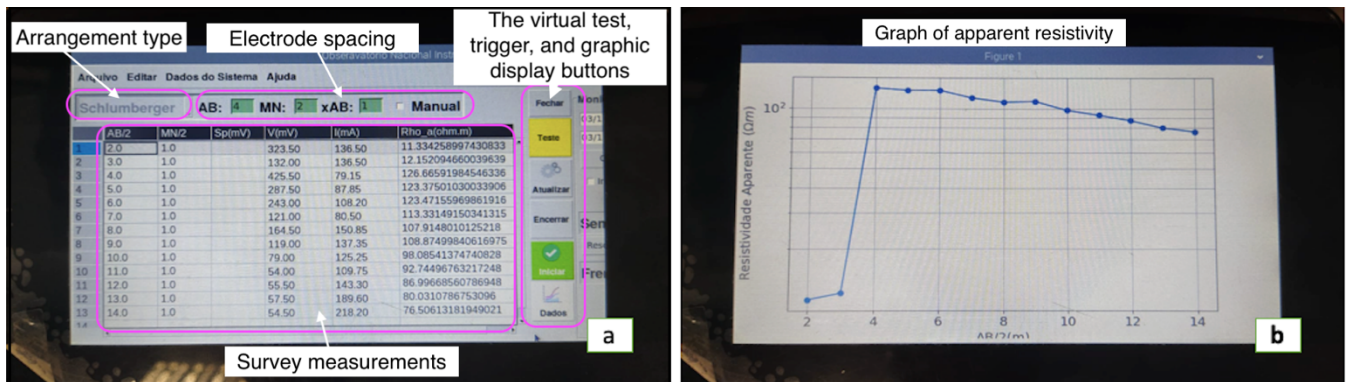 Arrangement type
Electrode spacing
The virtual test,
trigger, and graphic
display buttons
Observatório Nacional Instr
Arquivo Editar Dados do Sistema Ajuda
Schlumberger AB: 4 MN: 2 xAB: 1 Manual
Fechar
Teste
Atualizar
Encerrar
Iniciar
Dados
AB/2 MN/2 Sp(mV) V(mV) I(mA) Rho_a(ohm.m)
1 2.0 1.0 323.50 136.50 11.334258997430833
2 3.0 1.0 132.00 136.50 12.152094660039639
3 4.0 1.0 425.50 79.15 126.66591984546336
4 5.0 1.0 287.50 87.85 123.37501030033906
5 6.0 1.0 243.00 108.20 123.47155969861916
6 7.0 1.0 121.00 80.50 113.33149150341315
7 8.0 1.0 164.50 150.85 107.9148010125218
8 9.0 1.0 119.00 137.35 108.87499840616975
9 10.0 1.0 79.00 125.25 98.08541374740828
10 11.0 1.0 54.00 109.75 92.74496763217248
11 12.0 1.0 55.50 143.30 86.99668560786948
12 13.0 1.0 57.50 189.60 80.0310786753096
13 14.0 1.0 54.50 218.20 76.50613181949021
Survey measurements
a
Graph of apparent resistivity
Figure 1
10²
Resistividade Aparente (Ωm)
2 4 6 8 10 12 14
AB/2(m)
b